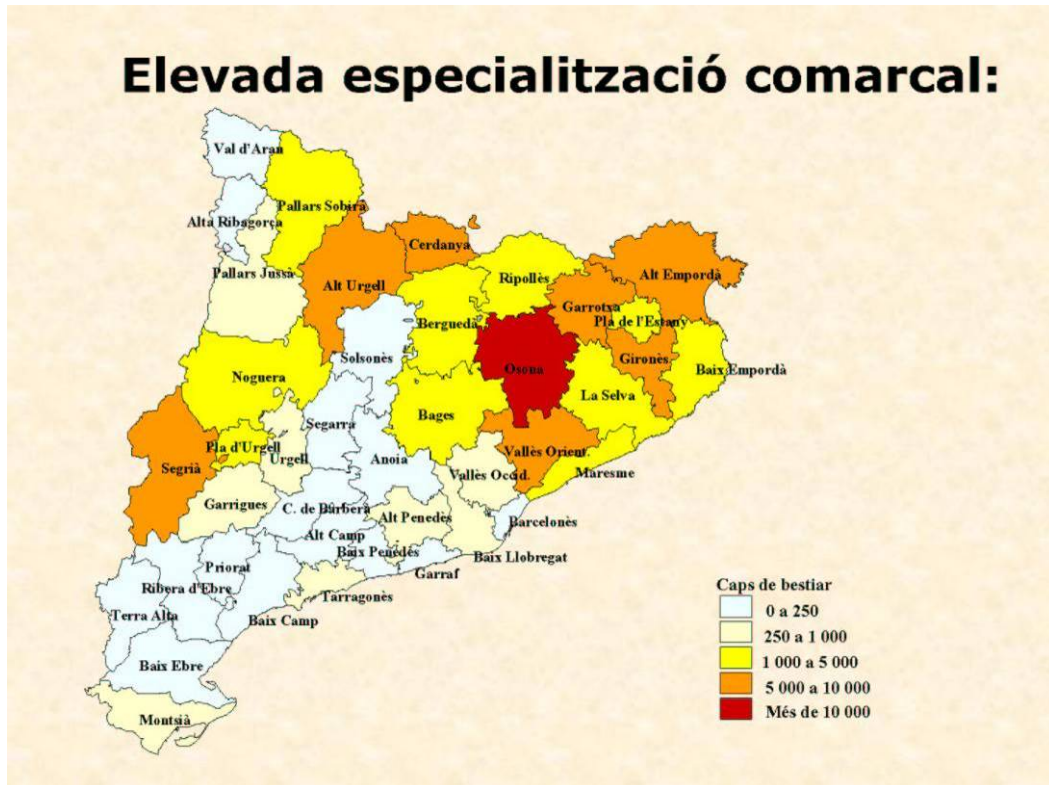 Elevada especialització comarcal:
Val d'Aran
Pallars Sobirà
Alta Ribagorça
Cerdanya
Pallars Jussà
Alt Urgell
Ripollès
Alt Empordà
Garrotxa
Pla de l'Estany
Berguedà
Solsonès
Osona
Gironès
Baix Empordà
Noguera
La Selva
Bages
Segarra
Pla d'Urgell
Urgell
Anoia
Vallès Orient.
Segrià
Vallès Occid.
Maresme
Garrigues
C. de Bàrberà
Alt Penedès
Barcelonès
Alt Camp
Baix Penedès
Baix Llobregat
Priorat
Garraf
Ribera d'Ebre
Tarragonès
Terra Alta
Baix Camp
Baix Ebre
Montsià
Caps de bestiar
0 a 250
250 a 1 000
1 000 a 5 000
5 000 a 10 000
Més de 10 000